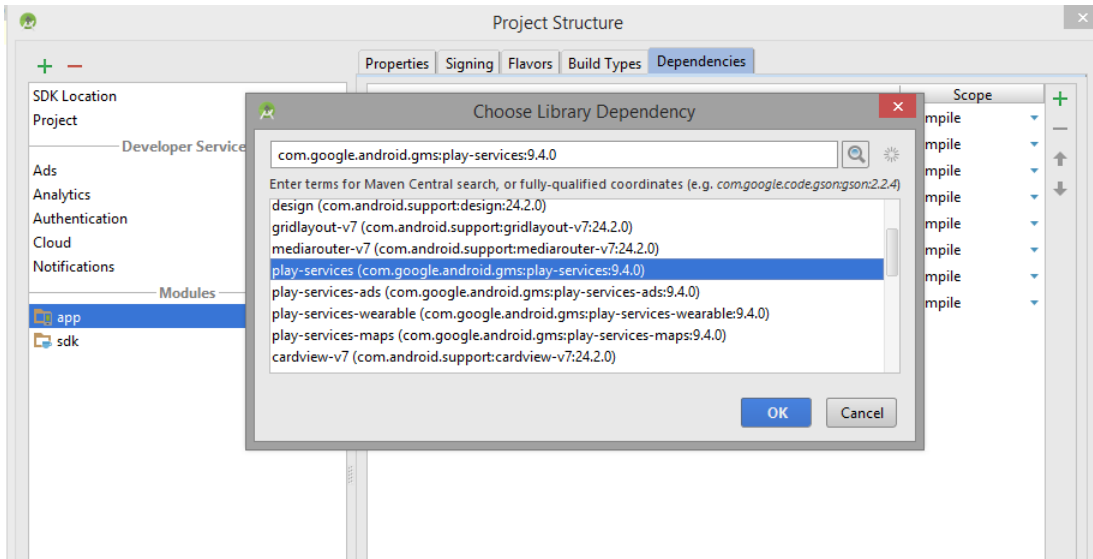 Project Structure
Properties Signing Flavors Build Types Dependencies
SDK Location
Project
Developer Service
Ads
Analytics
Authentication
Cloud
Notifications
Modules
app
sdk
Scope
mpile
mpile
mpile
mpile
mpile
mpile
mpile
mpile
Choose Library Dependency
com.google.android.gms:play-services:9.4.0
Enter terms for Maven Central search, or fully-qualified coordinates (e.g. com.google.code.gson:gson:2.2.4)
design (com.android.support:design:24.2.0)
gridlayout-v7 (com.android.support:gridlayout-v7:24.2.0)
mediarouter-v7 (com.android.support:mediarouter-v7:24.2.0)
play-services (com.google.android.gms:play-services:9.4.0)
play-services-ads (com.google.android.gms:play-services-ads:9.4.0)
play-services-wearable (com.google.android.gms:play-services-wearable:9.4.0)
play-services-maps (com.google.android.gms:play-services-maps:9.4.0)
cardview-v7 (com.android.support:cardview-v7:24.2.0)
OK Cancel